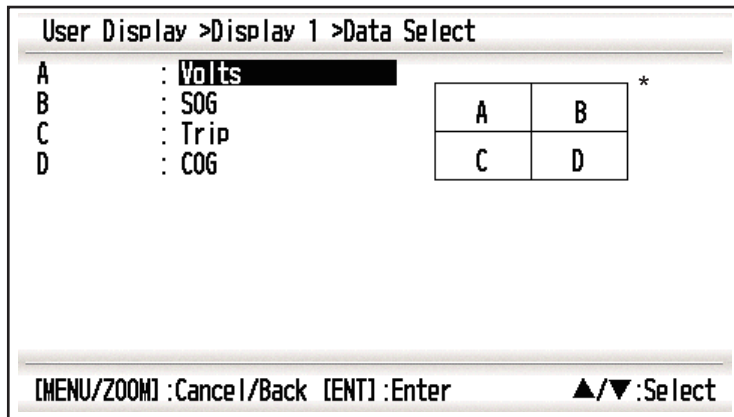 User Display >Display 1 >Data Select
A : Volts
B : SOG
C : Trip
D : COG
*
A B
C D
[MENU/ZOOM]:Cancel/Back [ENT]:Enter ▲/▼:Select